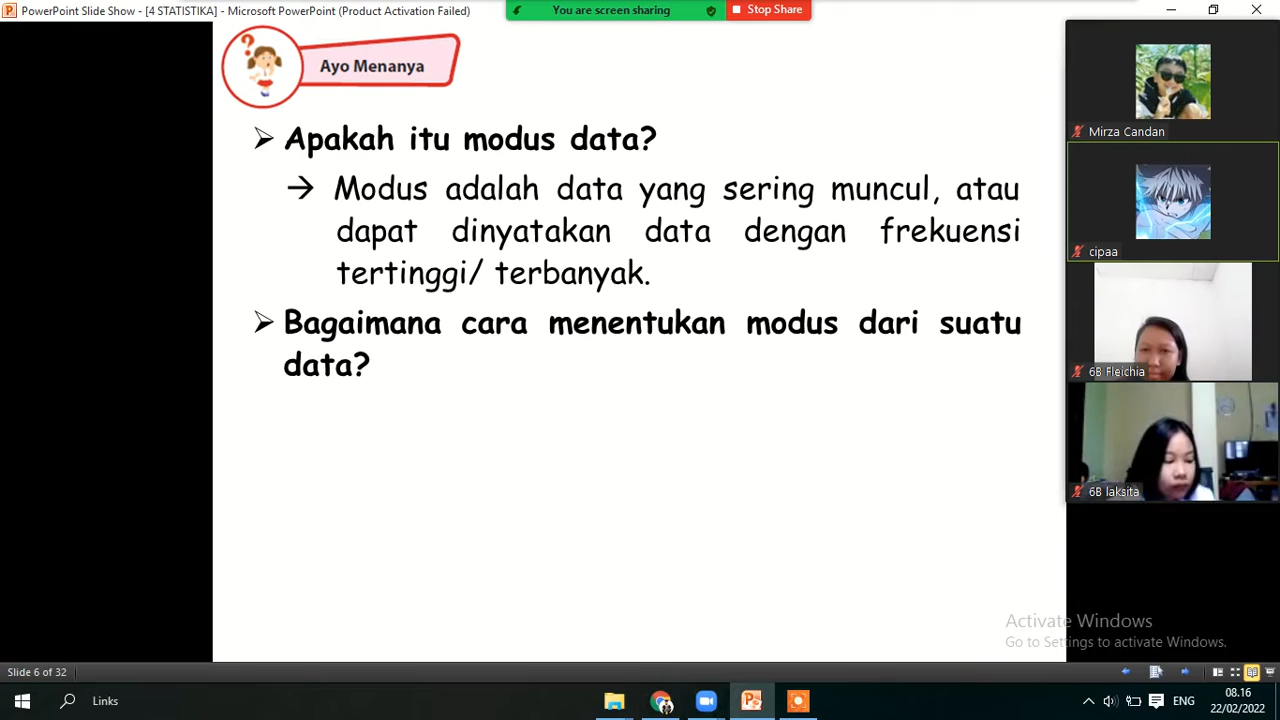 PowerPoint Slide Show - [4 STATISTIKA] - Microsoft PowerPoint (Product Activation Failed)
You are screen sharing
Stop Share
Ayo Menanya
➢ Apakah itu modus data?
→ Modus adalah data yang sering muncul, atau
dapat dinyatakan data dengan frekuensi
tertinggi/ terbanyak.
➢ Bagaimana cara menentukan modus dari suatu
data?
Mirza Candan
cipaa
6B Fleichia
6B laksita
Activate Windows
Go to Settings to activate Windows.
Slide 6 of 32
Links
ENG
08.16
22/02/2022